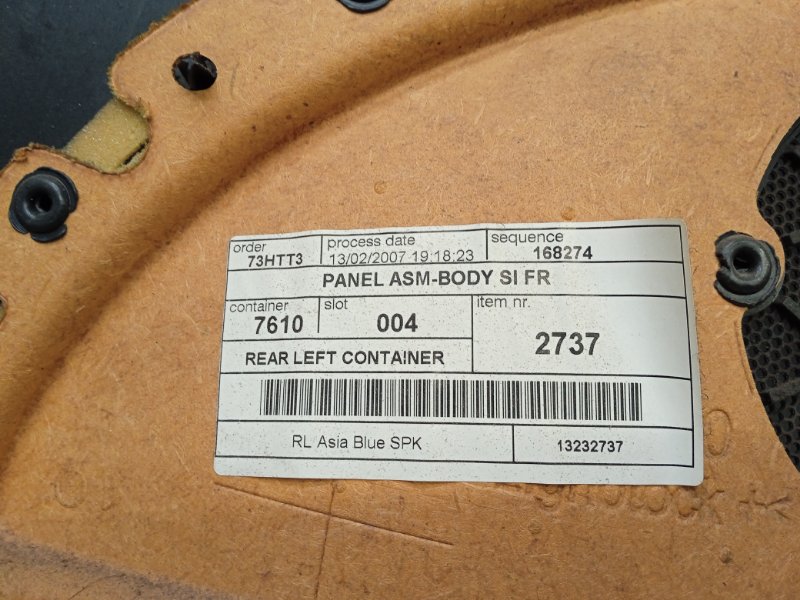 order process date sequence
73HTT3 13/02/2007 19:18:23 168274
PANEL ASM-BODY SI FR
container slot item nr.
7610 004 2737
REAR LEFT CONTAINER
RL Asia Blue SPK 13232737